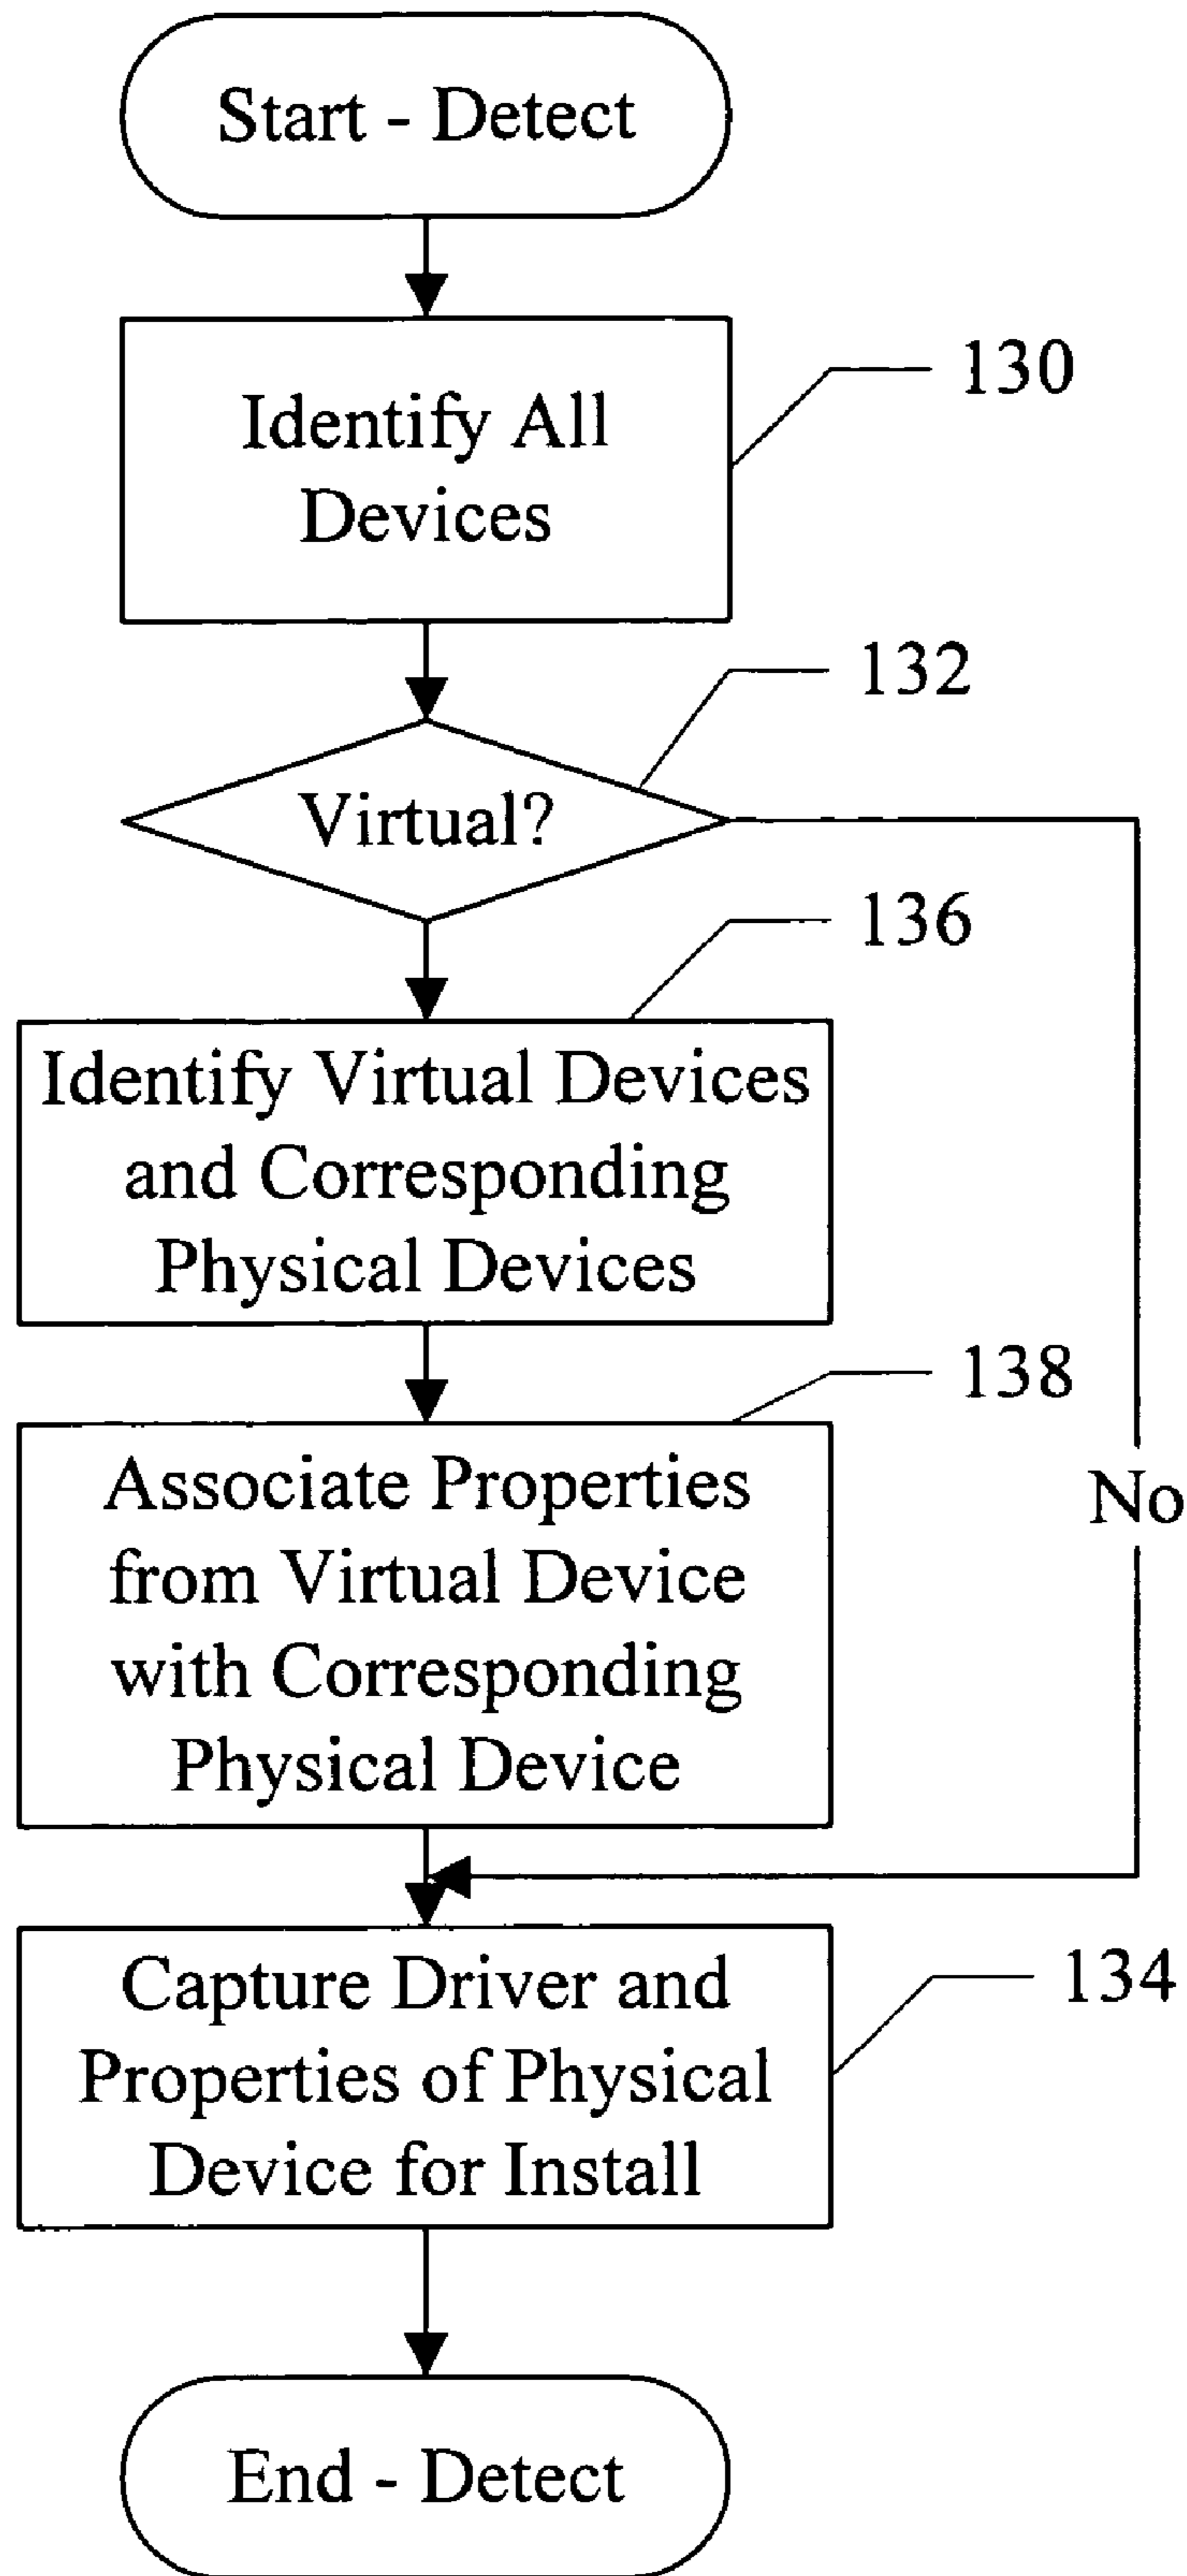 Start - Detect
Identify All
Devices
130
Virtual?
132
Identify Virtual Devices
and Corresponding
Physical Devices
136
Associate Properties
from Virtual Device
with Corresponding
Physical Device
138
No
Capture Driver and
Properties of Physical
Device for Install
134
End - Detect